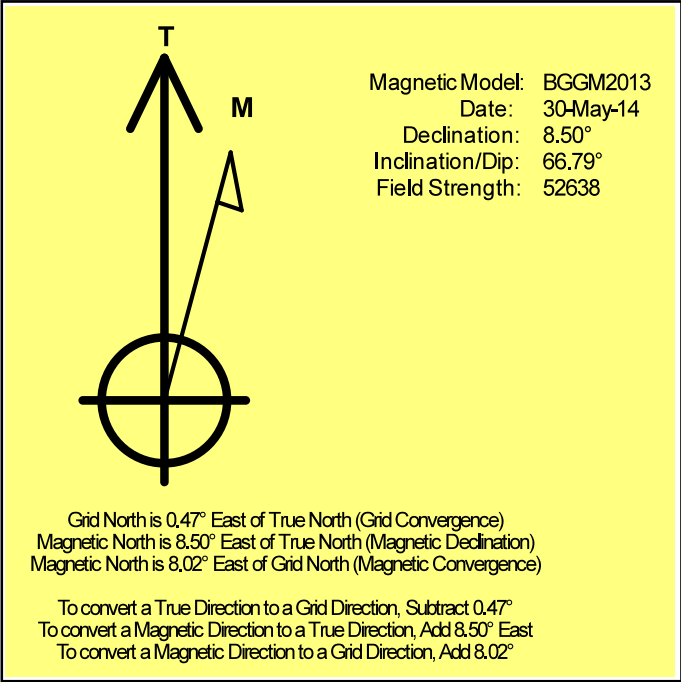 T
M
Magnetic Model: BGGM2013
Date: 30-May-14
Declination: 8.50°
Inclination/Dip: 66.79°
Field Strength: 52638
Grid North is 0.47° East of True North (Grid Convergence)
Magnetic North is 8.50° East of True North (Magnetic Declination)
Magnetic North is 8.02° East of Grid North (Magnetic Convergence)
To convert a True Direction to a Grid Direction, Subtract 0.47°
To convert a Magnetic Direction to a True Direction, Add 8.50° East
To convert a Magnetic Direction to a Grid Direction, Add 8.02°